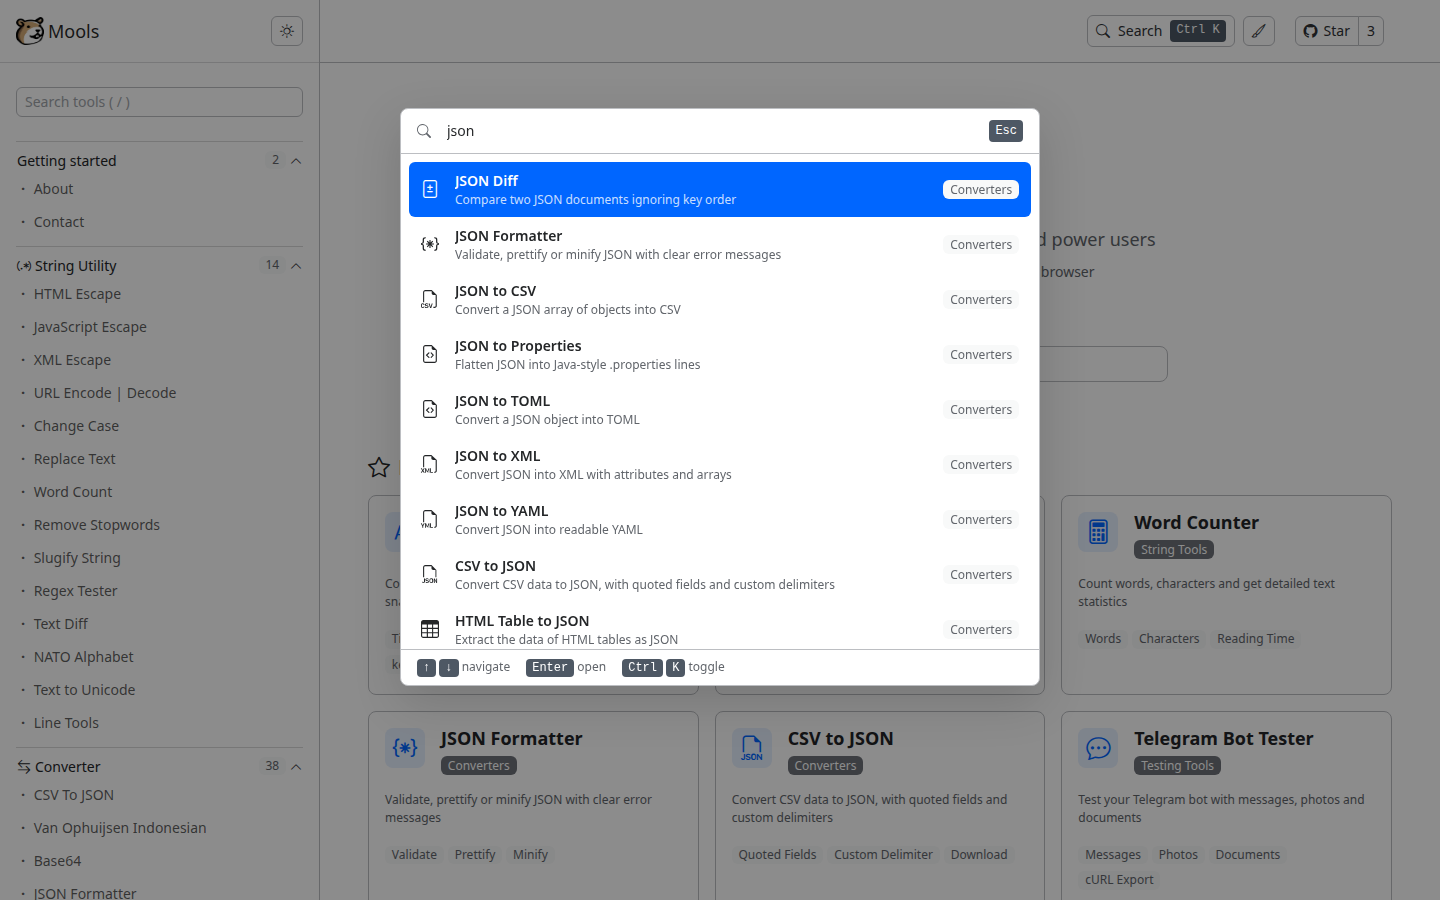 Mools
Search Ctrl K
Star 3
Search tools ( / )
Getting started 2
About
Contact
String Utility 14
HTML Escape
JavaScript Escape
XML Escape
URL Encode | Decode
Change Case
Replace Text
Word Count
Remove Stopwords
Slugify String
Regex Tester
Text Diff
NATO Alphabet
Text to Unicode
Line Tools
Converter 38
CSV To JSON
Van Ophuijsen Indonesian
Base64
JSON Formatter
json Esc
JSON Diff
Compare two JSON documents ignoring key order
Converters
JSON Formatter
Validate, prettify or minify JSON with clear error messages
Converters
JSON to CSV
Convert a JSON array of objects into CSV
Converters
JSON to Properties
Flatten JSON into Java-style .properties lines
Converters
JSON to TOML
Convert a JSON object into TOML
Converters
JSON to XML
Convert JSON into XML with attributes and arrays
Converters
JSON to YAML
Convert JSON into readable YAML
Converters
CSV to JSON
Convert CSV data to JSON, with quoted fields and custom delimiters
Converters
HTML Table to JSON
Extract the data of HTML tables as JSON
Converters
↑ ↓ navigate Enter open Ctrl K toggle
power users
browser
Word Counter
String Tools
Count words, characters and get detailed text
statistics
Words Characters Reading Time
JSON Formatter
Converters
Validate, prettify or minify JSON with clear error
messages
Validate Prettify Minify
CSV to JSON
Converters
Convert CSV data to JSON, with quoted fields and
custom delimiters
Quoted Fields Custom Delimiter Download
Telegram Bot Tester
Testing Tools
Test your Telegram bot with messages, photos and
documents
Messages Photos Documents
cURL Export